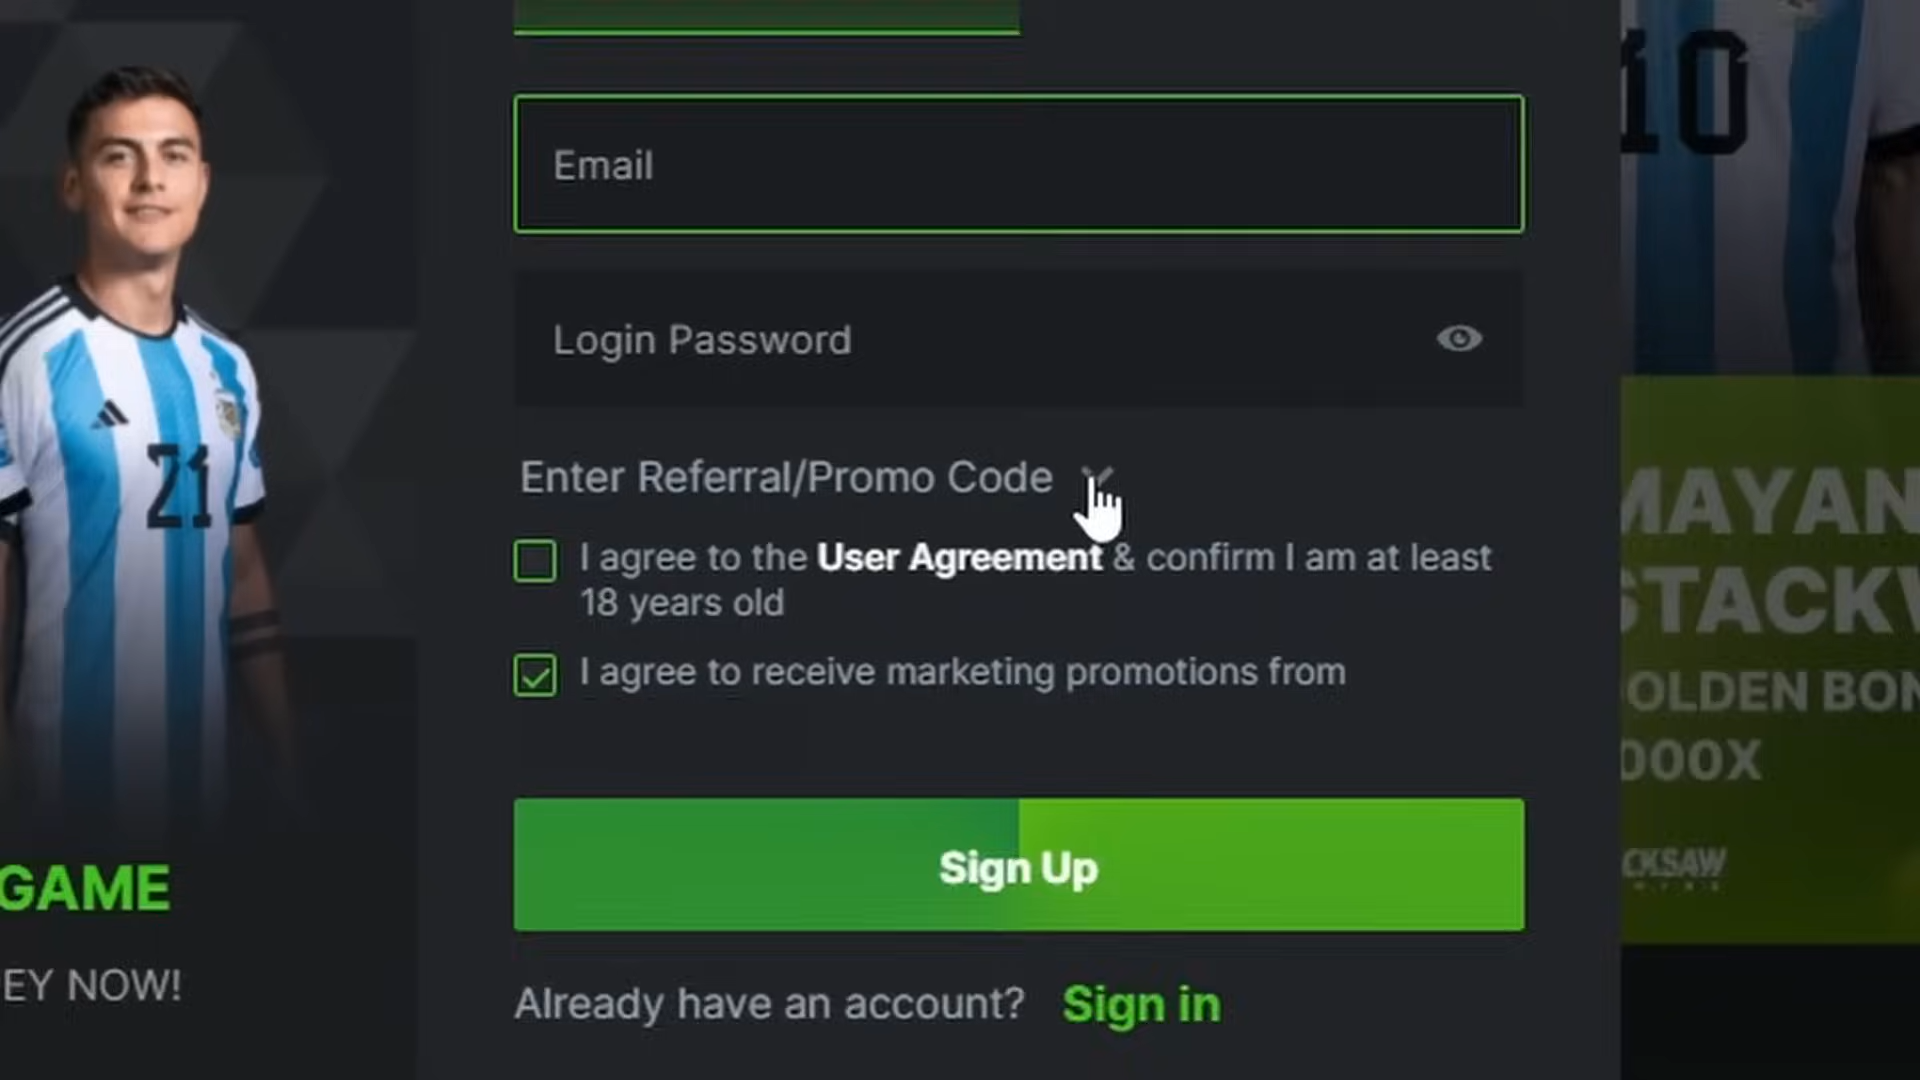 10
Email
Login Password
Enter Referral/Promo Code
21
I agree to the User Agreement & confirm I am at least
18 years old
I agree to receive marketing promotions from
MAYAN
OLDEN BON
000X
CKSAW
Sign Up
GAME
EY NOW!
Already have an account? Sign in